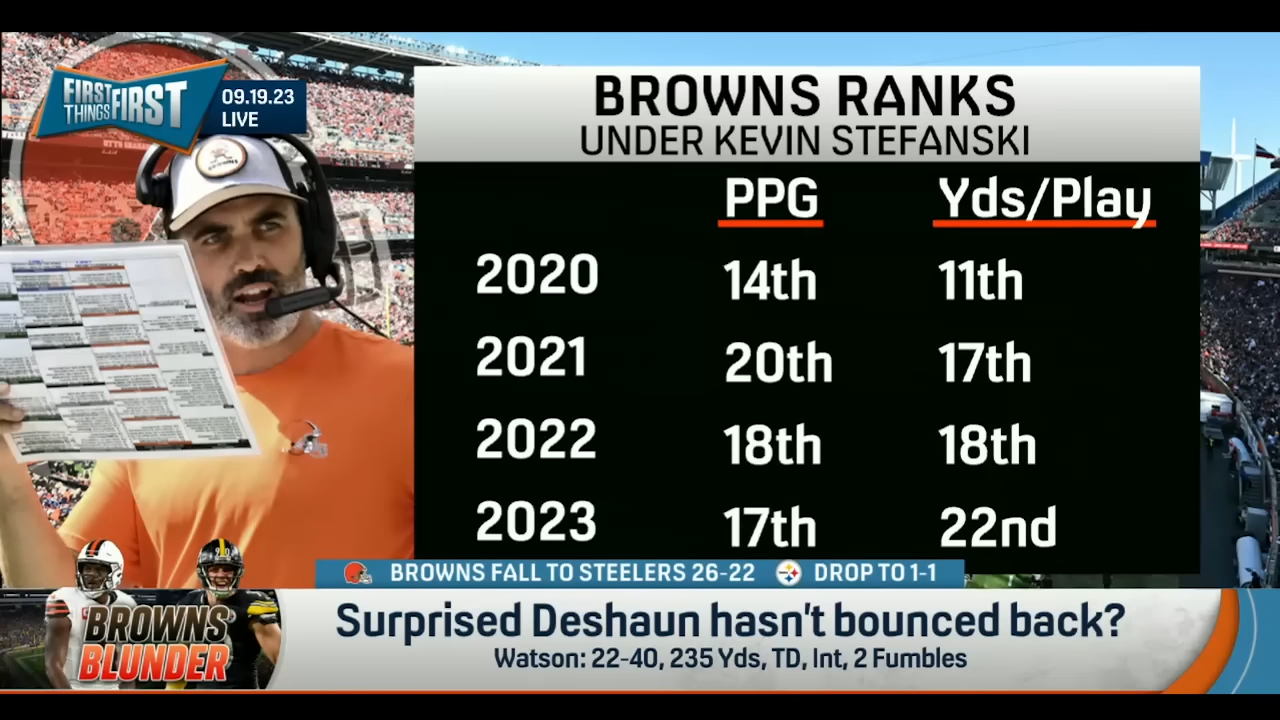 FIRST
THINGS FIRST
09.19.23
LIVE
BROWNS RANKS
UNDER KEVIN STEFANSKI
PPG Yds/Play
2020 14th 11th
2021 20th 17th
2022 18th 18th
2023 17th 22nd
BROWNS FALL TO STEELERS 26-22 DROP TO 1-1
BROWNS
BLUNDER
Surprised Deshaun hasn't bounced back?
Watson: 22-40, 235 Yds, TD, Int, 2 Fumbles